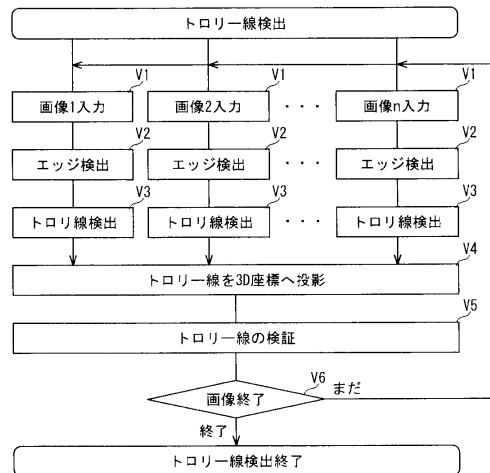 トロリー線検出
V1 V1 V1
画像1入力 画像2入力 ・・・ 画像n入力
V2 V2 V2
エッジ検出 エッジ検出 ・・・ エッジ検出
V3 V3 V3
トロリ線検出 トロリ線検出 ・・・ トロリ線検出
V4
トロリー線を3D座標へ投影
V5
トロリー線の検証
V6
画像終了 まだ
終了
トロリー線検出終了